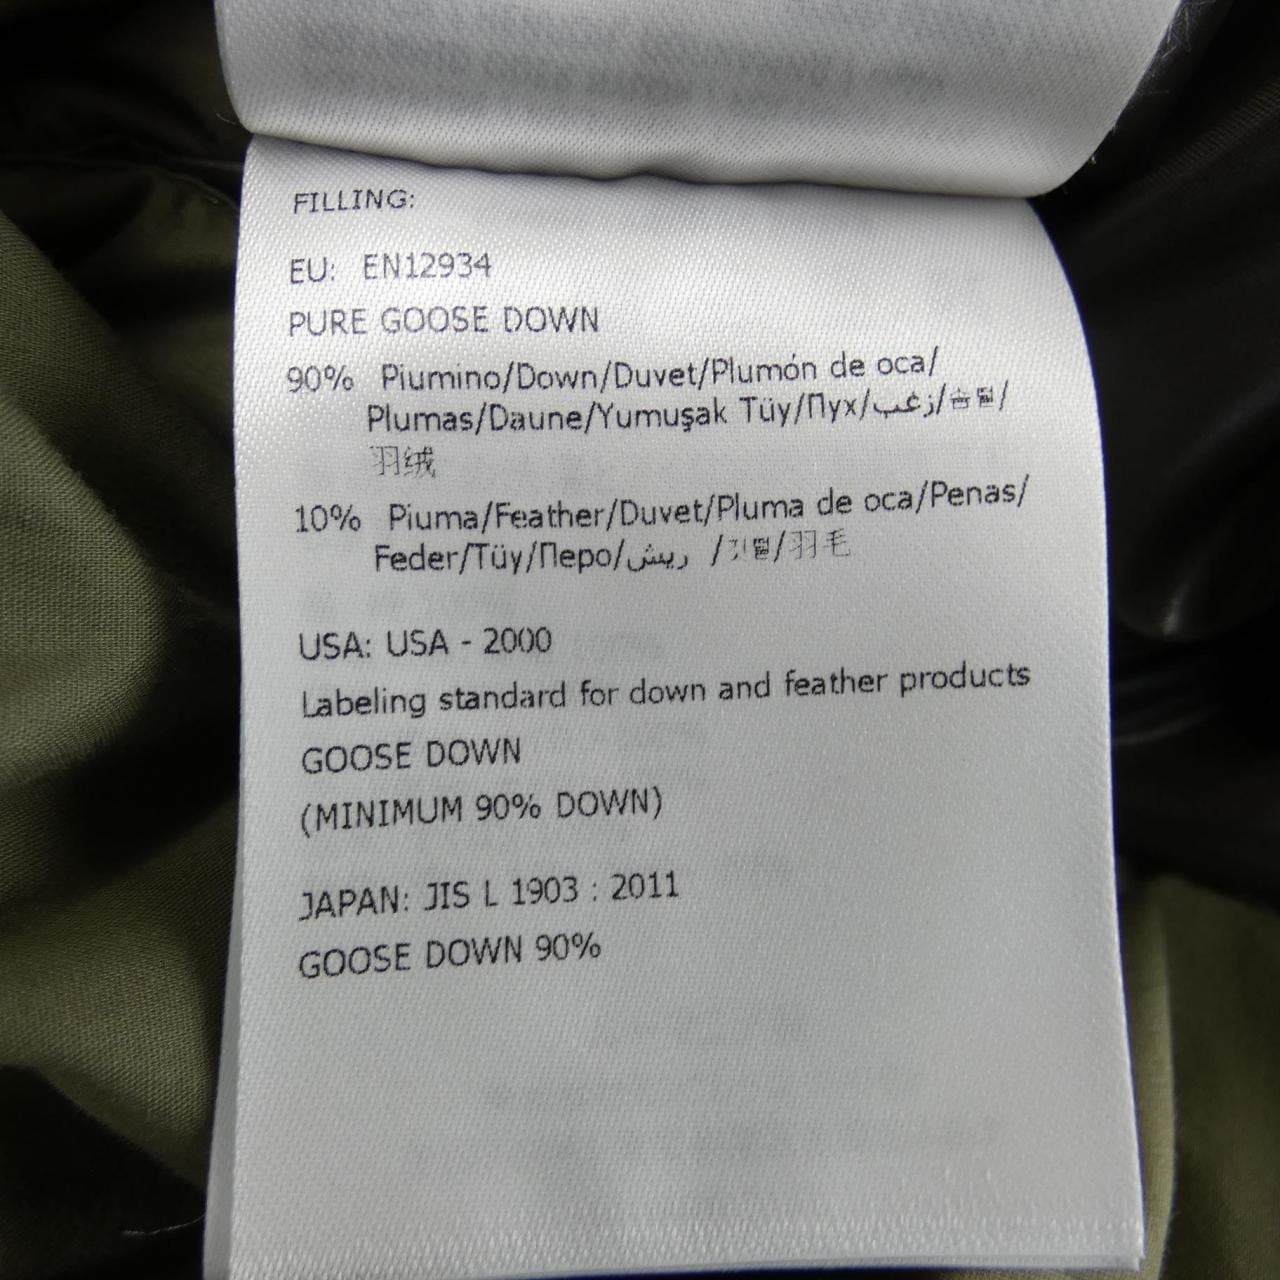 FILLING:
EU: EN12934
PURE GOOSE DOWN
90% Piumino/Down/Duvet/Plumón de oca/
Plumas/Daune/Yumuşak Tüy/Пух/زغب/솜털/
羽绒
10% Piuma/Feather/Duvet/Pluma de oca/Penas/
Feder/Tüy/Перо/ريش /깃털/羽毛
USA: USA - 2000
Labeling standard for down and feather products
GOOSE DOWN
(MINIMUM 90% DOWN)
JAPAN: JIS L 1903 : 2011
GOOSE DOWN 90%